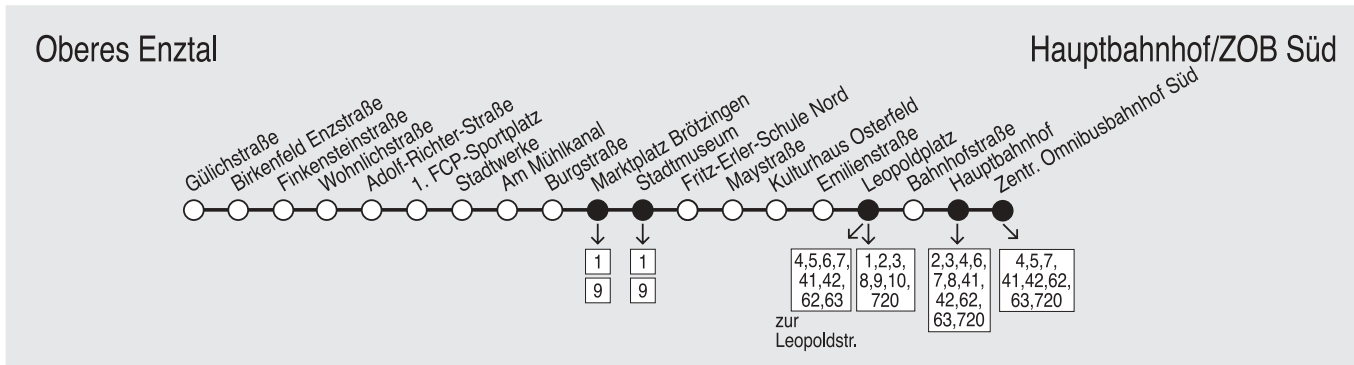 Oberes Enztal
Hauptbahnhof/ZOB Süd
Gülichstraße
Birkenfeld Enzstraße
Finkensteinstraße
Wohnlichstraße
Adolf-Richter-Straße
1. FCP-Sportplatz
Stadtwerke
Am Mühlkanal
Burgstraße
Marktplatz Brötzingen
Stadtmuseum
Fritz-Erler-Schule Nord
Maystraße
Kulturhaus Osterfeld
Emilienstraße
Leopoldplatz
Bahnhofstraße
Hauptbahnhof
Zentr. Omnibusbahnhof Süd
1
9
1
9
4,5,6,7,
41,42,
62,63
zur
Leopoldstr.
1,2,3,
8,9,10,
720
2,3,4,6,
7,8,41,
42,62,
63,720
4,5,7,
41,42,62,
63,720